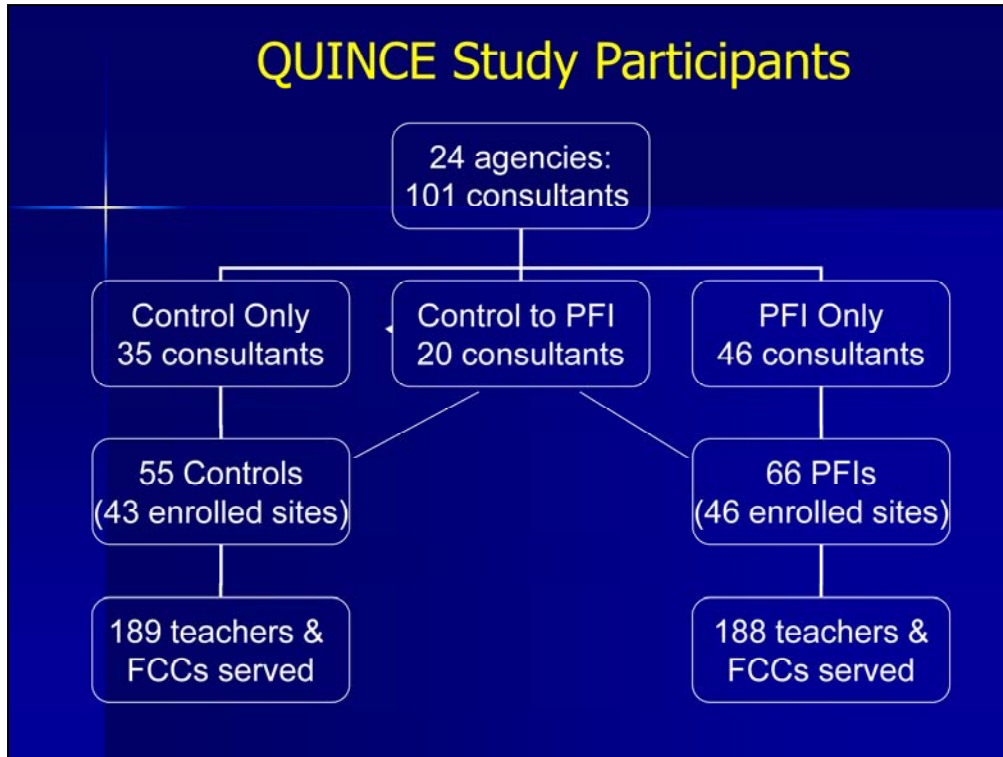 QUINCE Study Participants
24 agencies:
101 consultants
Control Only
35 consultants
Control to PFI
20 consultants
PFI Only
46 consultants
55 Controls
(43 enrolled sites)
66 PFIs
(46 enrolled sites)
189 teachers &
FCCs served
188 teachers &
FCCs served